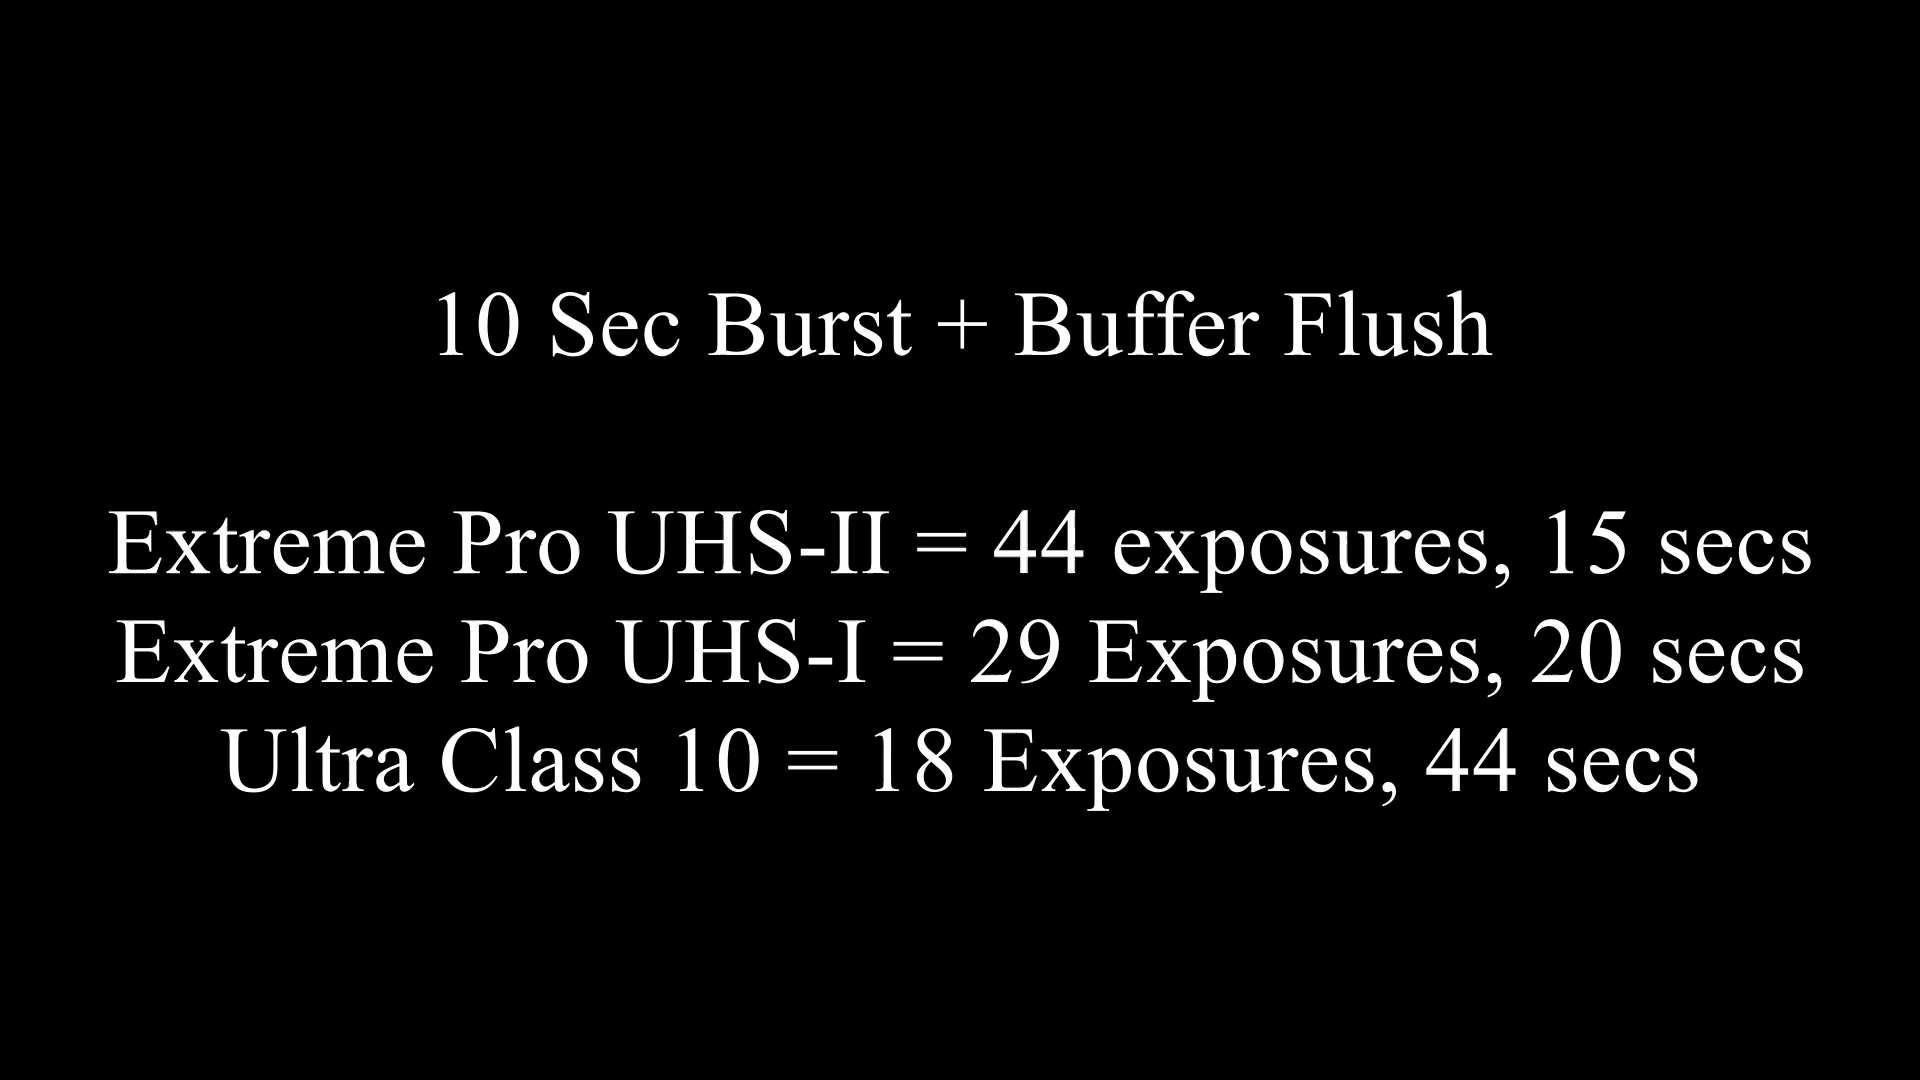 10 Sec Burst + Buffer Flush
Extreme Pro UHS-II = 44 exposures, 15 secs
Extreme Pro UHS-I = 29 Exposures, 20 secs
Ultra Class 10 = 18 Exposures, 44 secs